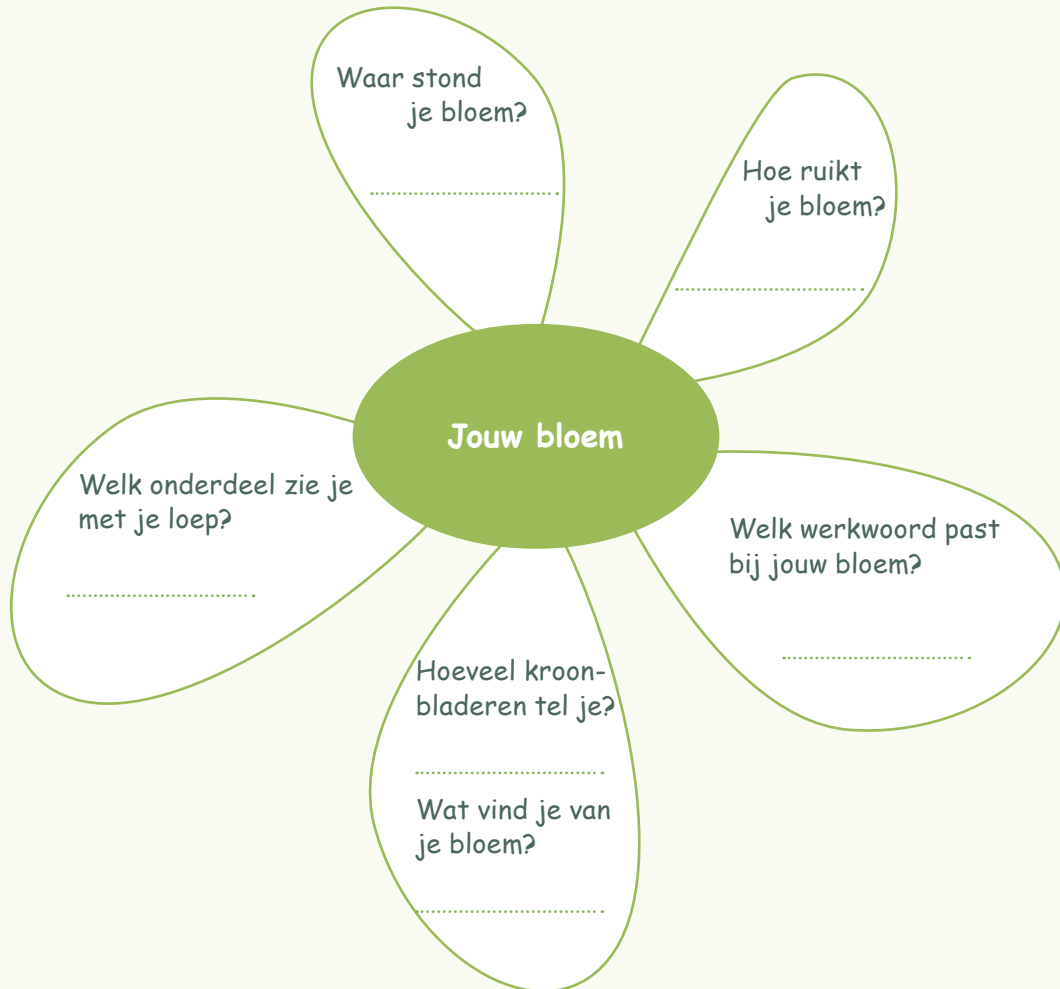 Waar stond
je bloem?
Hoe ruikt
je bloem?
Jouw bloem
Welk onderdeel zie je
met je loep?
Welk werkwoord past
bij jouw bloem?
Hoeveel kroon-
bladeren tel je?
Wat vind je van
je bloem?